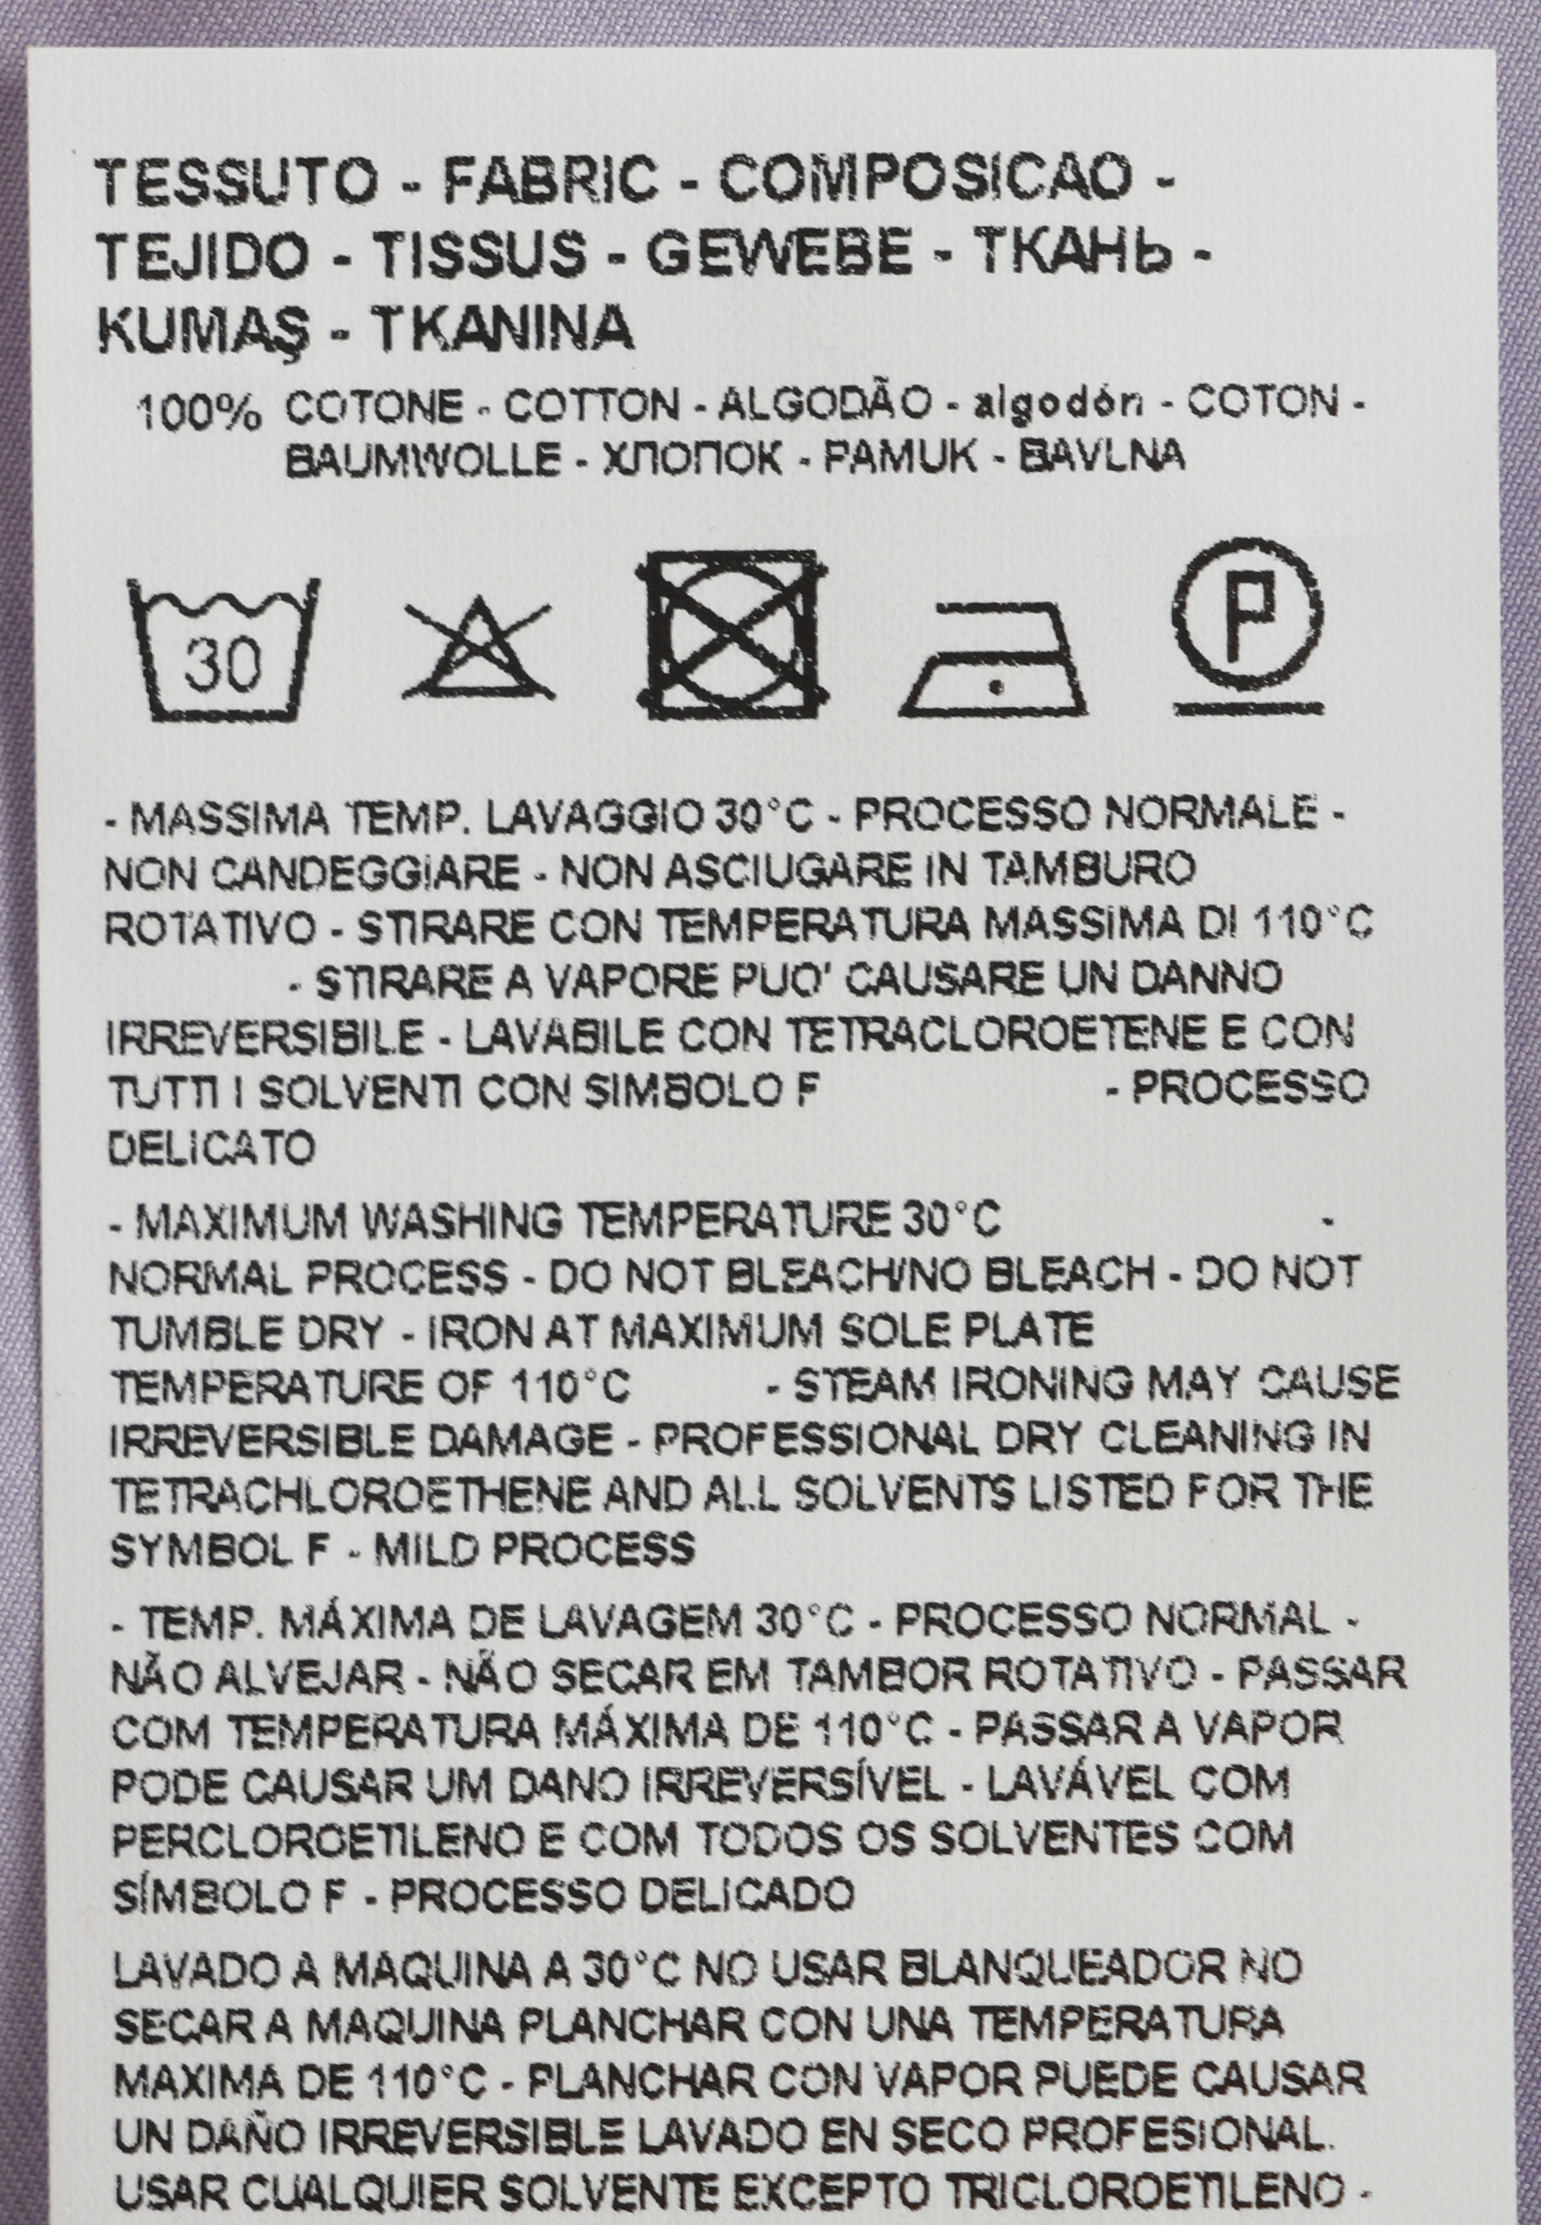 TESSUTO - FABRIC - COMPOSICAO -
TEJIDO - TISSUS - GEWEBE - ТКАНЬ -
KUMAŞ - TKANINA
100% COTONE - COTTON - ALGODÃO - algodón - COTON -
BAUMWOLLE - ХЛОПОК - PAMUK - BAVLNA
30
P
- MASSIMA TEMP. LAVAGGIO 30°C - PROCESSO NORMALE -
NON CANDEGGIARE - NON ASCIUGARE IN TAMBURO
ROTATIVO - STIRARE CON TEMPERATURA MASSIMA DI 110°C
- STIRARE A VAPORE PUO' CAUSARE UN DANNO
IRREVERSIBILE - LAVABILE CON TETRACLOROETENE E CON
TUTTI I SOLVENTI CON SIMBOLO F - PROCESSO
DELICATO
- MAXIMUM WASHING TEMPERATURE 30°C -
NORMAL PROCESS - DO NOT BLEACH/NO BLEACH - DO NOT
TUMBLE DRY - IRON AT MAXIMUM SOLE PLATE
TEMPERATURE OF 110°C - STEAM IRONING MAY CAUSE
IRREVERSIBLE DAMAGE - PROFESSIONAL DRY CLEANING IN
TETRACHLOROETHENE AND ALL SOLVENTS LISTED FOR THE
SYMBOL F - MILD PROCESS
- TEMP. MÁXIMA DE LAVAGEM 30°C - PROCESSO NORMAL -
NÃO ALVEJAR - NÃO SECAR EM TAMBOR ROTATIVO - PASSAR
COM TEMPERATURA MÁXIMA DE 110°C - PASSAR A VAPOR
PODE CAUSAR UM DANO IRREVERSÍVEL - LAVÁVEL COM
PERCLOROETILENO E COM TODOS OS SOLVENTES COM
SÍMBOLO F - PROCESSO DELICADO
LAVADO A MAQUINA A 30°C NO USAR BLANQUEADOR NO
SECAR A MAQUINA PLANCHAR CON UNA TEMPERATURA
MAXIMA DE 110°C - PLANCHAR CON VAPOR PUEDE CAUSAR
UN DAÑO IRREVERSIBLE LAVADO EN SECO PROFESIONAL.
USAR CUALQUIER SOLVENTE EXCEPTO TRICLOROETILENO -